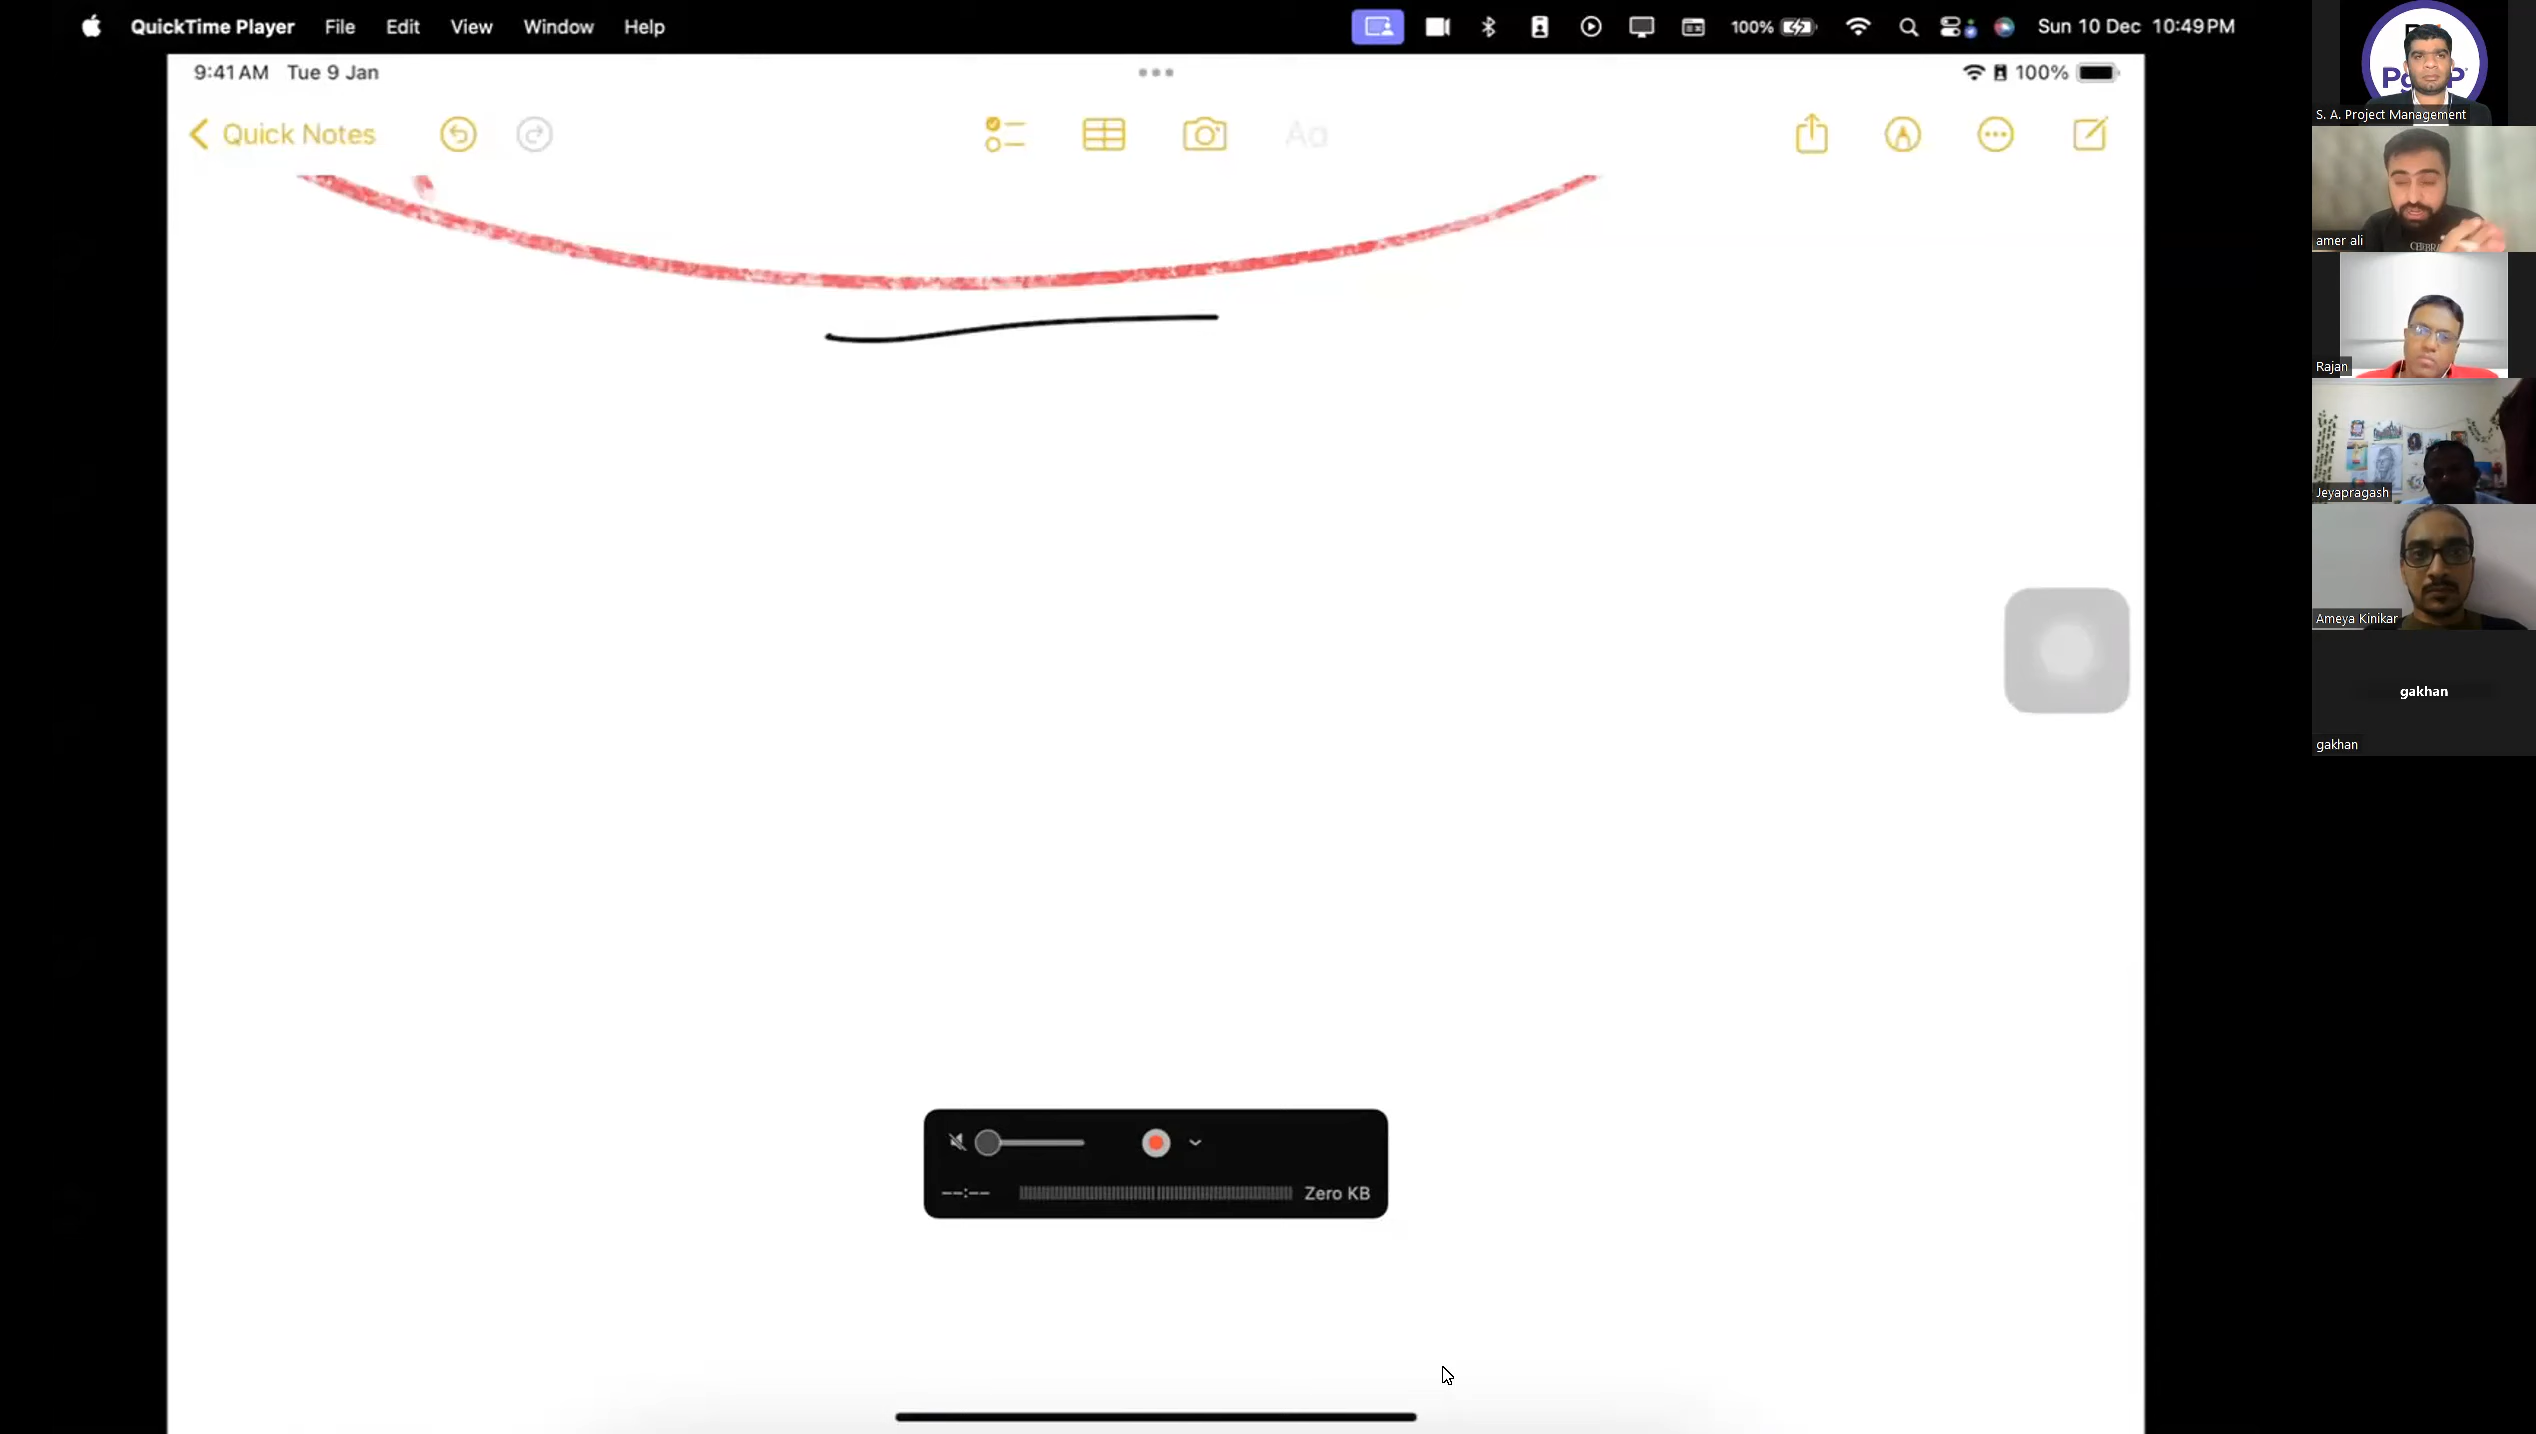 QuickTime Player File Edit View Window Help 100% Sun 10 Dec 10:49 PM
9:41 AM Tue 9 Jan 100%
Quick Notes Aa
--:-- Zero KB
S. A. Project Management
amer ali
Rajan
Jeyapragash
Ameya Kinikar
gakhan
gakhan